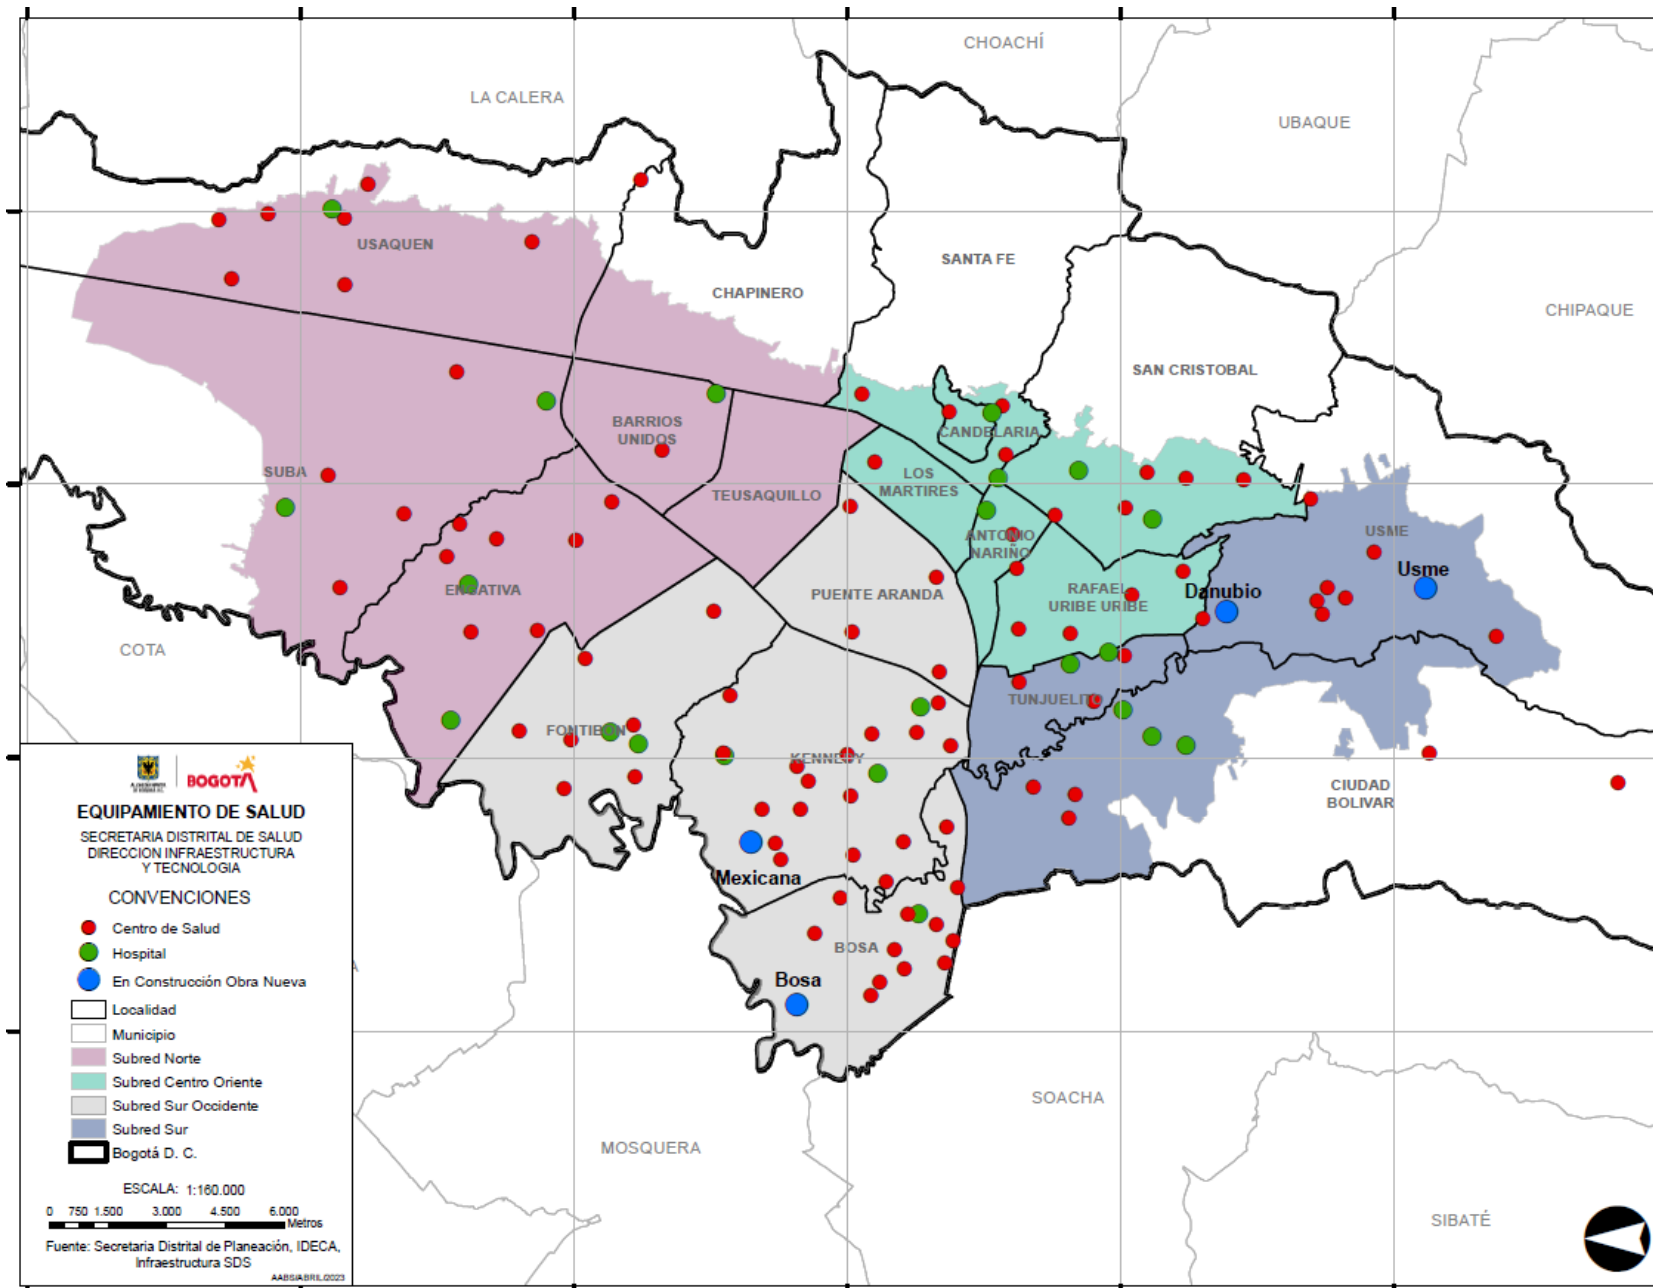 CHOACHÍ
LA CALERA
UBAQUE
USAQUEN
SANTA FE
CHAPINERO
CHIPAQUE
SAN CRISTOBAL
BARRIOS
UNIDOS
CANDELARIA
SUBA
LOS
MARTIRES
TEUSAQUILLO
USME
ANTONIO
NARIÑO
Usme
ENGATIVA
PUENTE ARANDA
RAFAEL
URIBE URIBE
Danubio
COTA
TUNJUELITO
FONTIBON
KENNEDY
CIUDAD
BOLIVAR
Mexicana
BOSA
Bosa
A
SOACHA
MOSQUERA
SIBATÉ
BOGOTÁ
EQUIPAMIENTO DE SALUD
SECRETARIA DISTRITAL DE SALUD
DIRECCION INFRAESTRUCTURA
Y TECNOLOGIA
CONVENCIONES
Centro de Salud
Hospital
En Construcción Obra Nueva
Localidad
Municipio
Subred Norte
Subred Centro Oriente
Subred Sur Occidente
Subred Sur
Bogotá D. C.
ESCALA: 1:160.000
0 750 1.500 3.000 4.500 6.000
Metros
Fuente: Secretaria Distrital de Planeación, IDECA,
Infraestructura SDS
AABS/ABRIL/2023